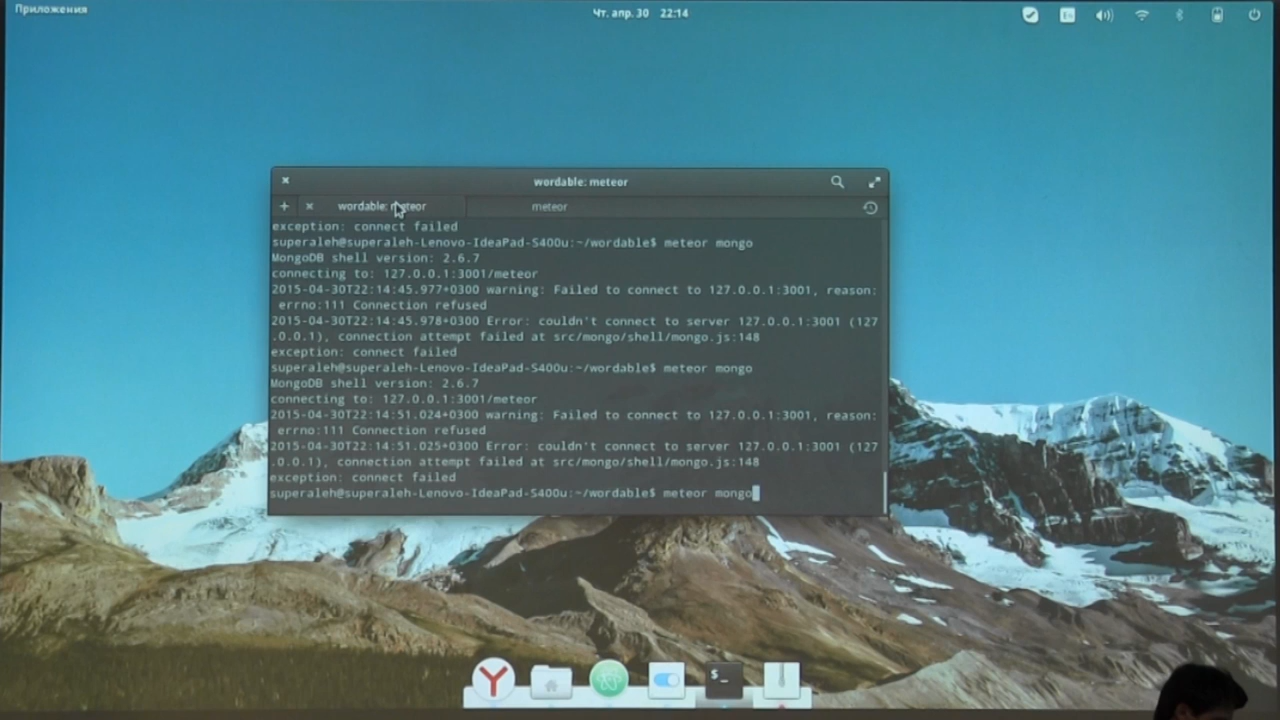 Приложения
Чт, апр. 30 22:14
wordable: meteor
wordable: meteor
meteor
exception: connect failed
superaleh@superaleh-Lenovo-IdeaPad-S400u:~/wordable$ meteor mongo
MongoDB shell version: 2.6.7
connecting to: 127.0.0.1:3001/meteor
2015-04-30T22:14:45.977+0300 warning: Failed to connect to 127.0.0.1:3001, reason:
errno:111 Connection refused
2015-04-30T22:14:45.978+0300 Error: couldn't connect to server 127.0.0.1:3001 (127
.0.0.1), connection attempt failed at src/mongo/shell/mongo.js:148
exception: connect failed
superaleh@superaleh-Lenovo-IdeaPad-S400u:~/wordable$ meteor mongo
MongoDB shell version: 2.6.7
connecting to: 127.0.0.1:3001/meteor
2015-04-30T22:14:51.024+0300 warning: Failed to connect to 127.0.0.1:3001, reason:
errno:111 Connection refused
2015-04-30T22:14:51.025+0300 Error: couldn't connect to server 127.0.0.1:3001 (127
.0.0.1), connection attempt failed at src/mongo/shell/mongo.js:148
exception: connect failed
superaleh@superaleh-Lenovo-IdeaPad-S400u:~/wordable$ meteor mongo
Y
$_